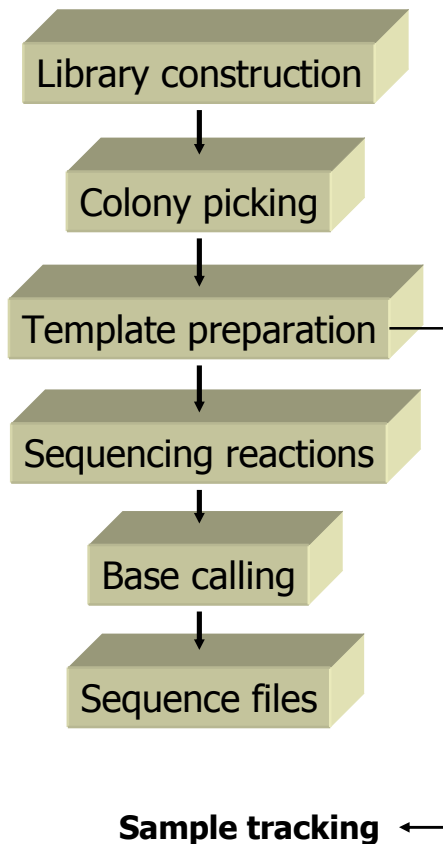 Library construction
Colony picking
Template preparation
Sequencing reactions
Base calling
Sequence files
Sample tracking